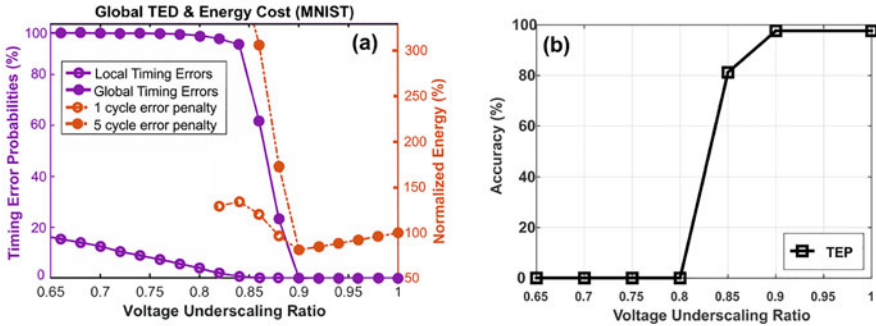 Global TED & Energy Cost (MNIST)
(a)
Timing Error Probabilities (%)
100
80
60
40
20
0
Local Timing Errors
Global Timing Errors
1 cycle error penalty
5 cycle error penalty
300
250
200
150
100
50
Normalized Energy (%)
0.65 0.7 0.75 0.8 0.85 0.9 0.95 1
Voltage Underscaling Ratio
(b)
Accuracy (%)
100
80
60
40
20
0
TEP
0.65 0.7 0.75 0.8 0.85 0.9 0.95 1
Voltage Underscaling Ratio